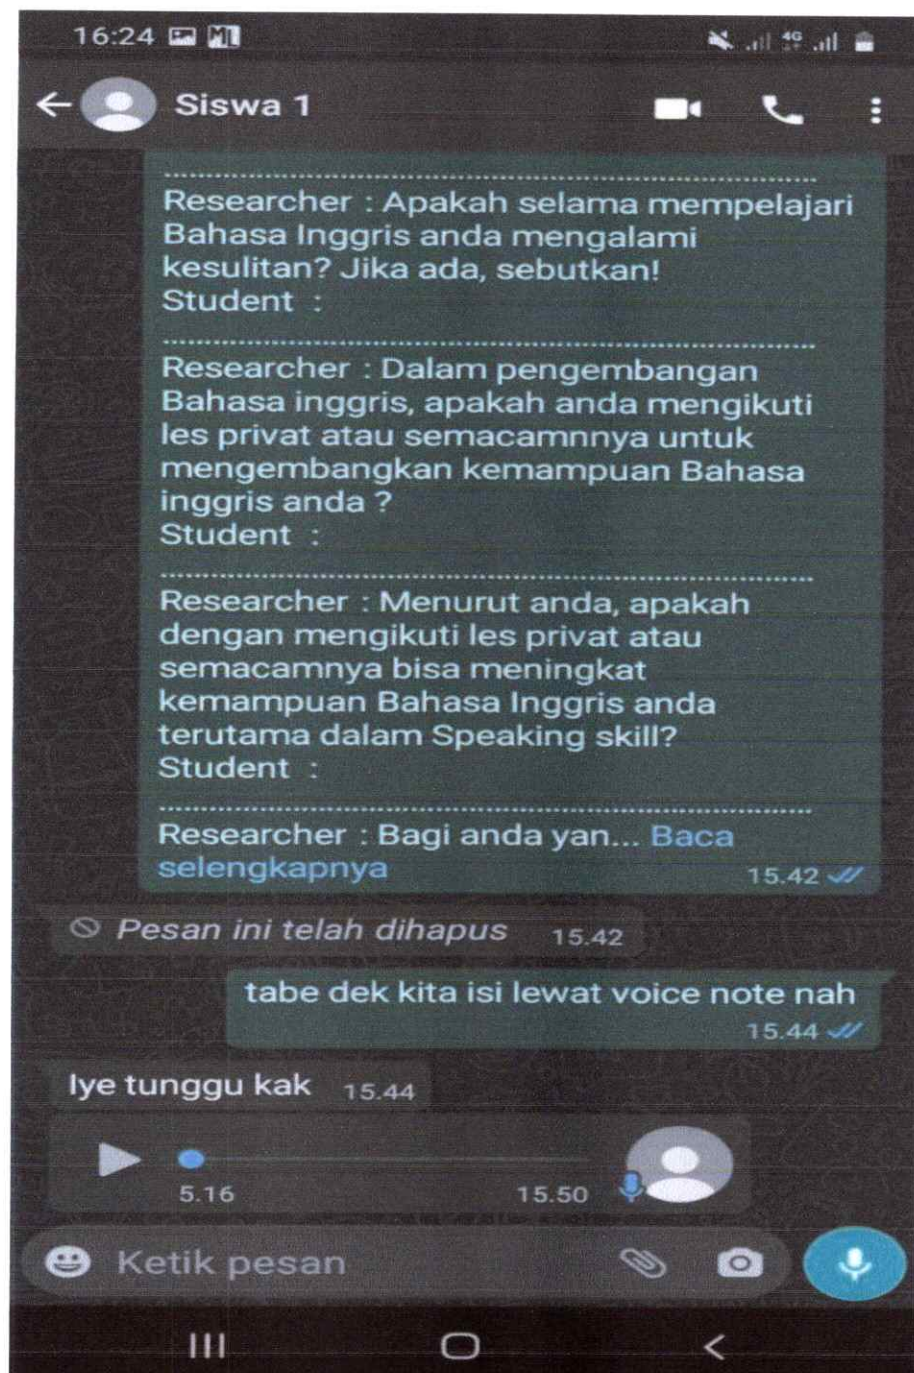 16:24 ML 4G
Siswa 1
Researcher : Apakah selama mempelajari
Bahasa Inggris anda mengalami
kesulitan? Jika ada, sebutkan!
Student :
Researcher : Dalam pengembangan
Bahasa inggris, apakah anda mengikuti
les privat atau semacamnnya untuk
mengembangkan kemampuan Bahasa
inggris anda ?
Student :
Researcher : Menurut anda, apakah
dengan mengikuti les privat atau
semacamnya bisa meningkat
kemampuan Bahasa Inggris anda
terutama dalam Speaking skill?
Student :
Researcher : Bagi anda yan... Baca
selengkapnya
15.42
Pesan ini telah dihapus 15.42
tabe dek kita isi lewat voice note nah
15.44
Iye tunggu kak 15.44
5.16 15.50
Ketik pesan